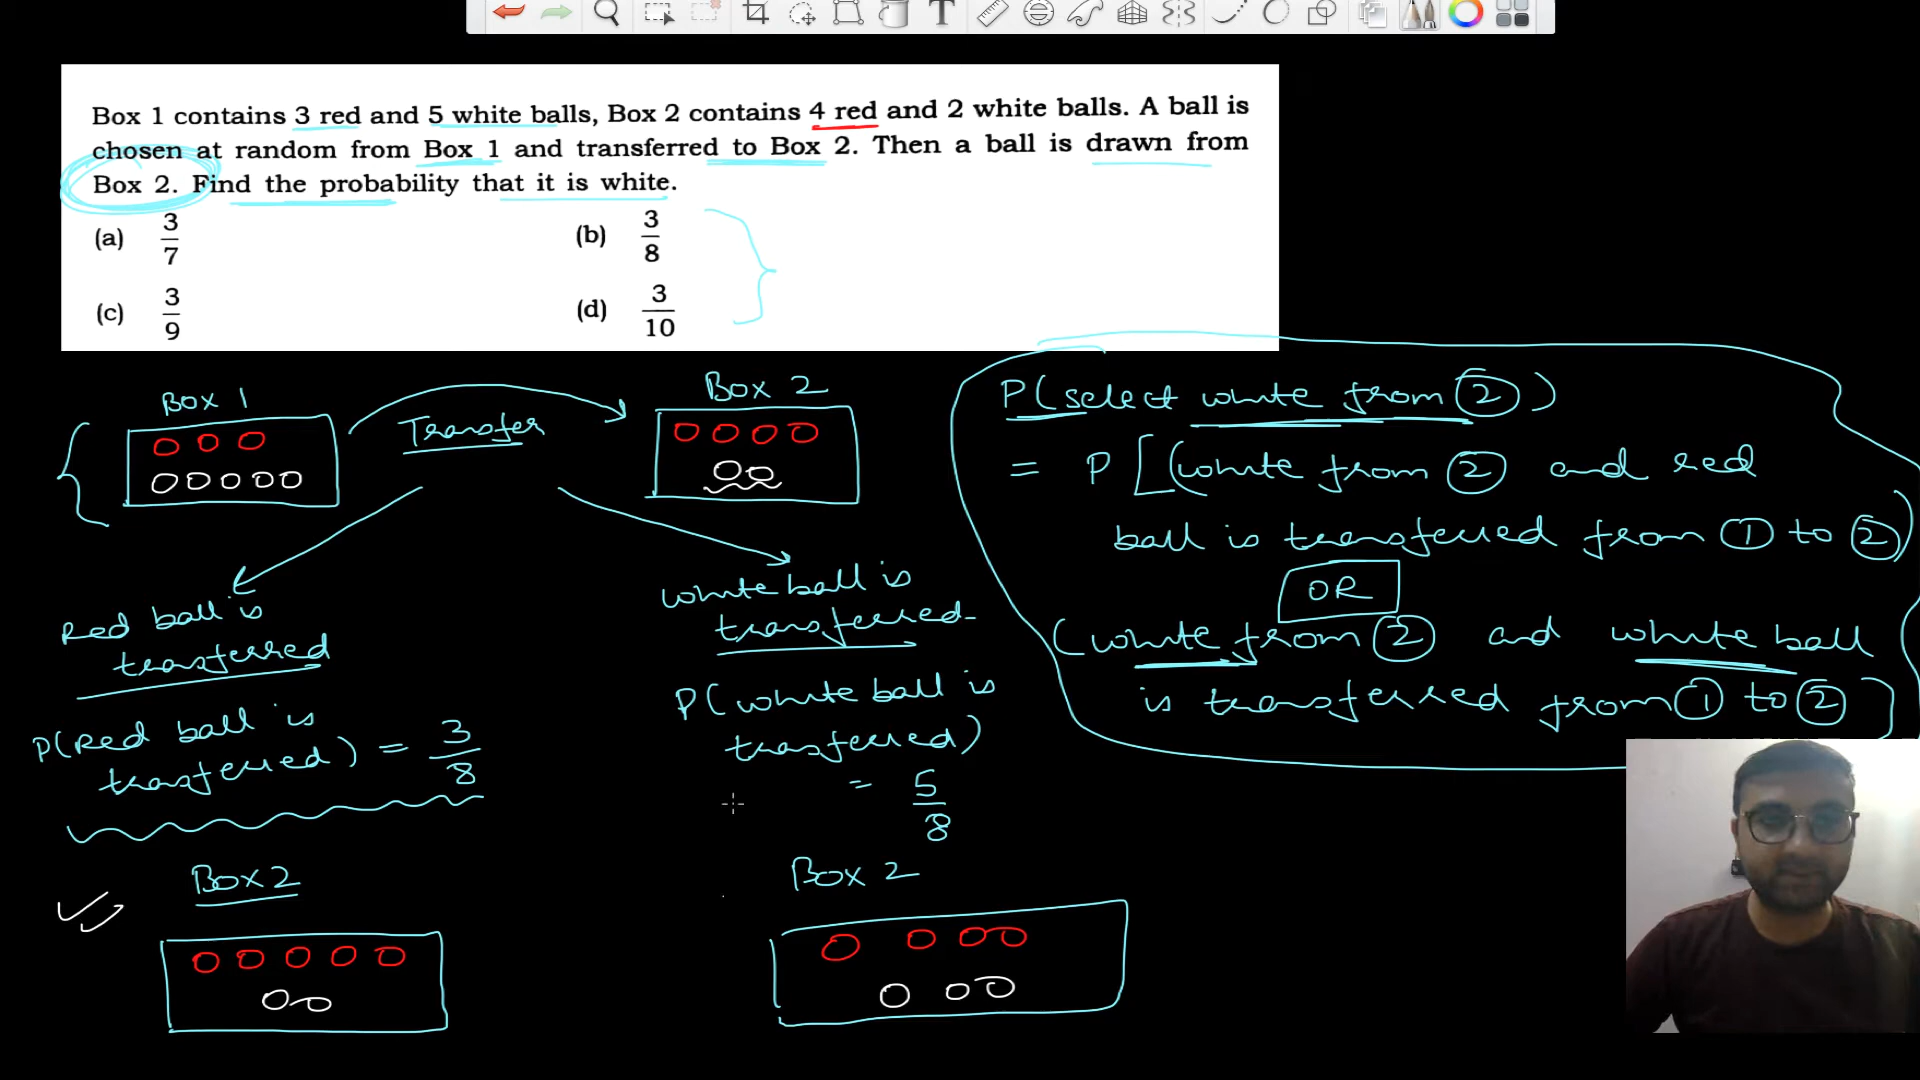 Box 1 contains 3 red and 5 white balls, Box 2 contains 4 red and 2 white balls. A ball is
chosen at random from Box 1 and transferred to Box 2. Then a ball is drawn from
Box 2. Find the probability that it is white.
(a) 3/7 (b) 3/8
(c) 3/9 (d) 3/10
Box 1
Transfer
Box 2
Red ball is
trasferred
P(Red ball is
trasferred) = 3/8
Box 2
white ball is
transferred
P(white ball is
trasferred)
= 5/8
Box 2
P(select white from 2)
= P[(white from 2 and red
ball is transferred from 1 to 2)
OR
(white from 2 and white ball
is transferred from 1 to 2)]